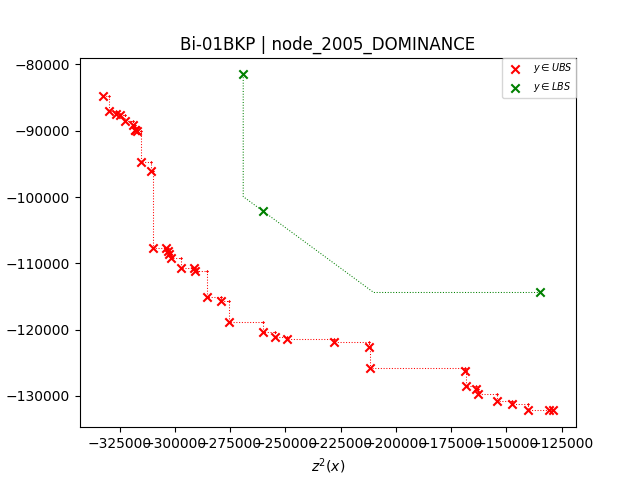 Bi-01BKP | node_2005_DOMINANCE
y ∈ UBS
y ∈ LBS
−80000
−90000
−100000
−110000
−120000
−130000
−325000 −300000 −275000 −250000 −225000 −200000 −175000 −150000 −125000
z²(x)